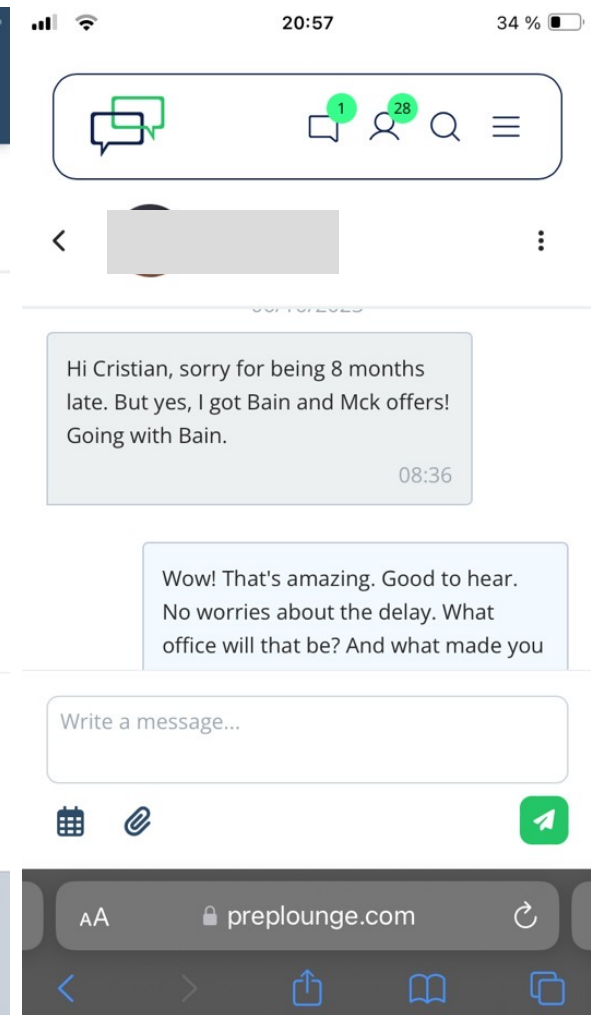 20:57
34 %
1
28
Hi Cristian, sorry for being 8 months
late. But yes, I got Bain and Mck offers!
Going with Bain.
08:36
Wow! That's amazing. Good to hear.
No worries about the delay. What
office will that be? And what made you
Write a message...
AA
preplounge.com